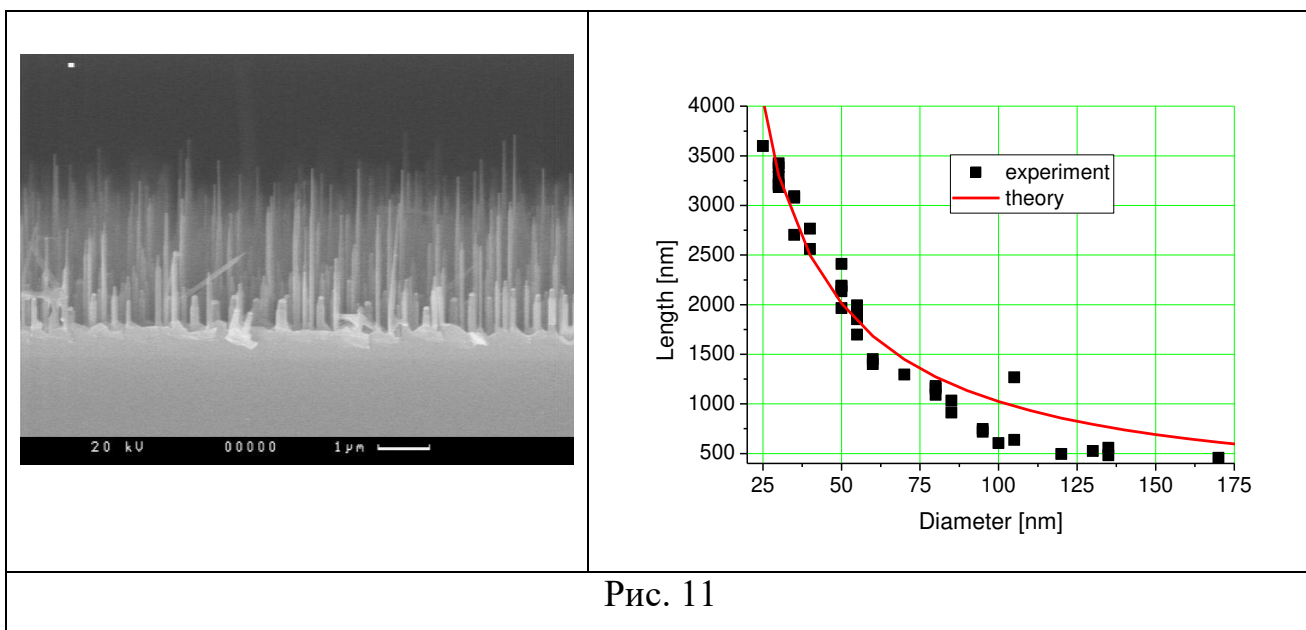 20 kV 00000 1µm
4000
3500
3000
2500
2000
1500
1000
500
Length [nm]
experiment
theory
25 50 75 100 125 150 175
Diameter [nm]
Рис. 11